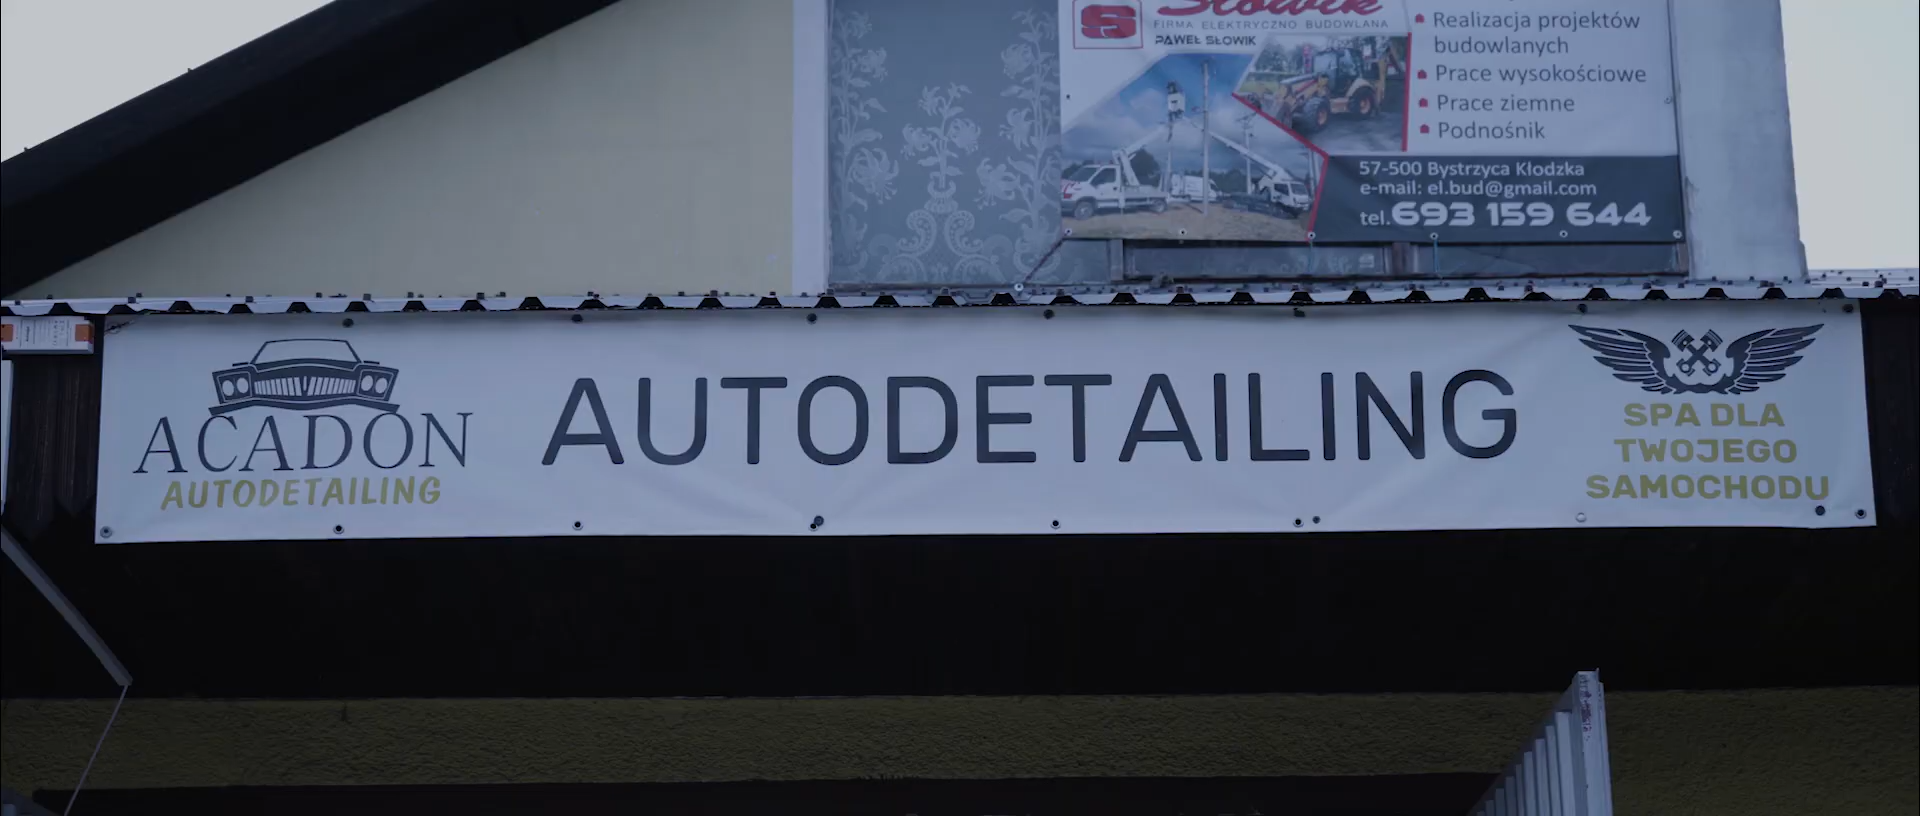 Słowik
FIRMA ELEKTRYCZNO BUDOWLANA
PAWEŁ SŁOWIK
Realizacja projektów
budowlanych
Prace wysokościowe
Prace ziemne
Podnośnik
57-500 Bystrzyca Kłodzka
e-mail: el.bud@gmail.com
tel.693 159 644
ACADON
AUTODETAILING
AUTODETAILING
SPA DLA
TWOJEGO
SAMOCHODU